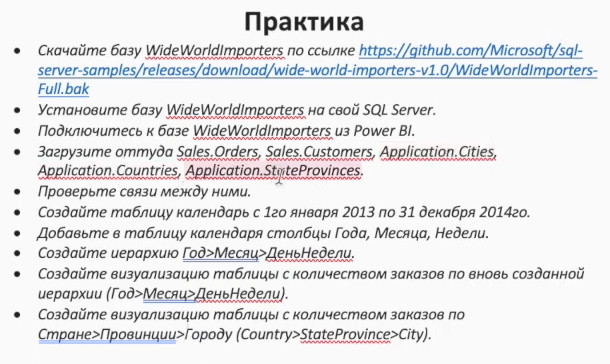 Практика
• Скачайте базу WideWorldImporters по ссылке https://github.com/Microsoft/sql-
server-samples/releases/download/wide-world-importers-v1.0/WideWorldImporters-
Full.bak
• Установите базу WideWorldImporters на свой SQL Server.
• Подключитесь к базе WideWorldImporters из Power BI.
• Загрузите оттуда Sales.Orders, Sales.Customers, Application.Cities,
Application.Countries, Application.StateProvinces.
• Проверьте связи между ними.
• Создайте таблицу календарь с 1го января 2013 по 31 декабря 2014го.
• Добавьте в таблицу календаря столбцы Года, Месяца, Недели.
• Создайте иерархию Год>Месяц>ДеньНедели.
• Создайте визуализацию таблицы с количеством заказов по вновь созданной
иерархии (Год>Месяц>ДеньНедели).
• Создайте визуализацию таблицы с количеством заказов по
Стране>Провинции>Городу (Country>StateProvince>City).